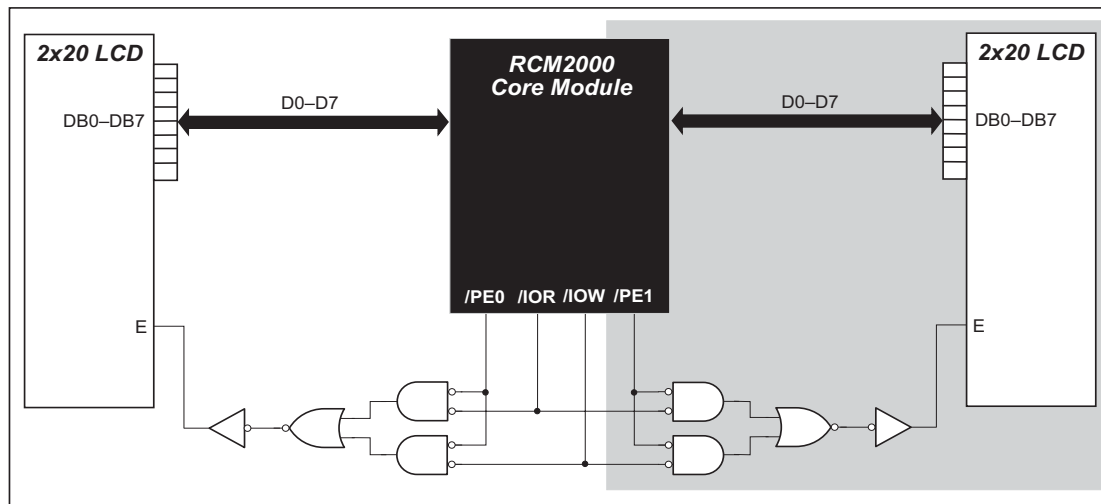 2x20 LCD
DB0–DB7
E
D0–D7
RCM2000
Core Module
/PE0 /IOR /IOW /PE1
D0–D7
2x20 LCD
DB0–DB7
E